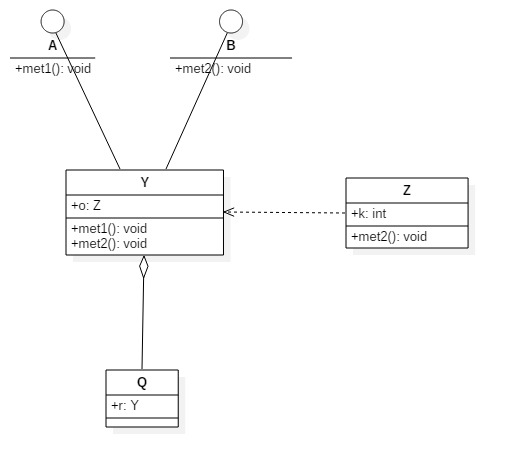 A
B
+met1(): void
+met2(): void
Y
+o: Z
+met1(): void
+met2(): void
Z
+k: int
+met2(): void
Q
+r: Y